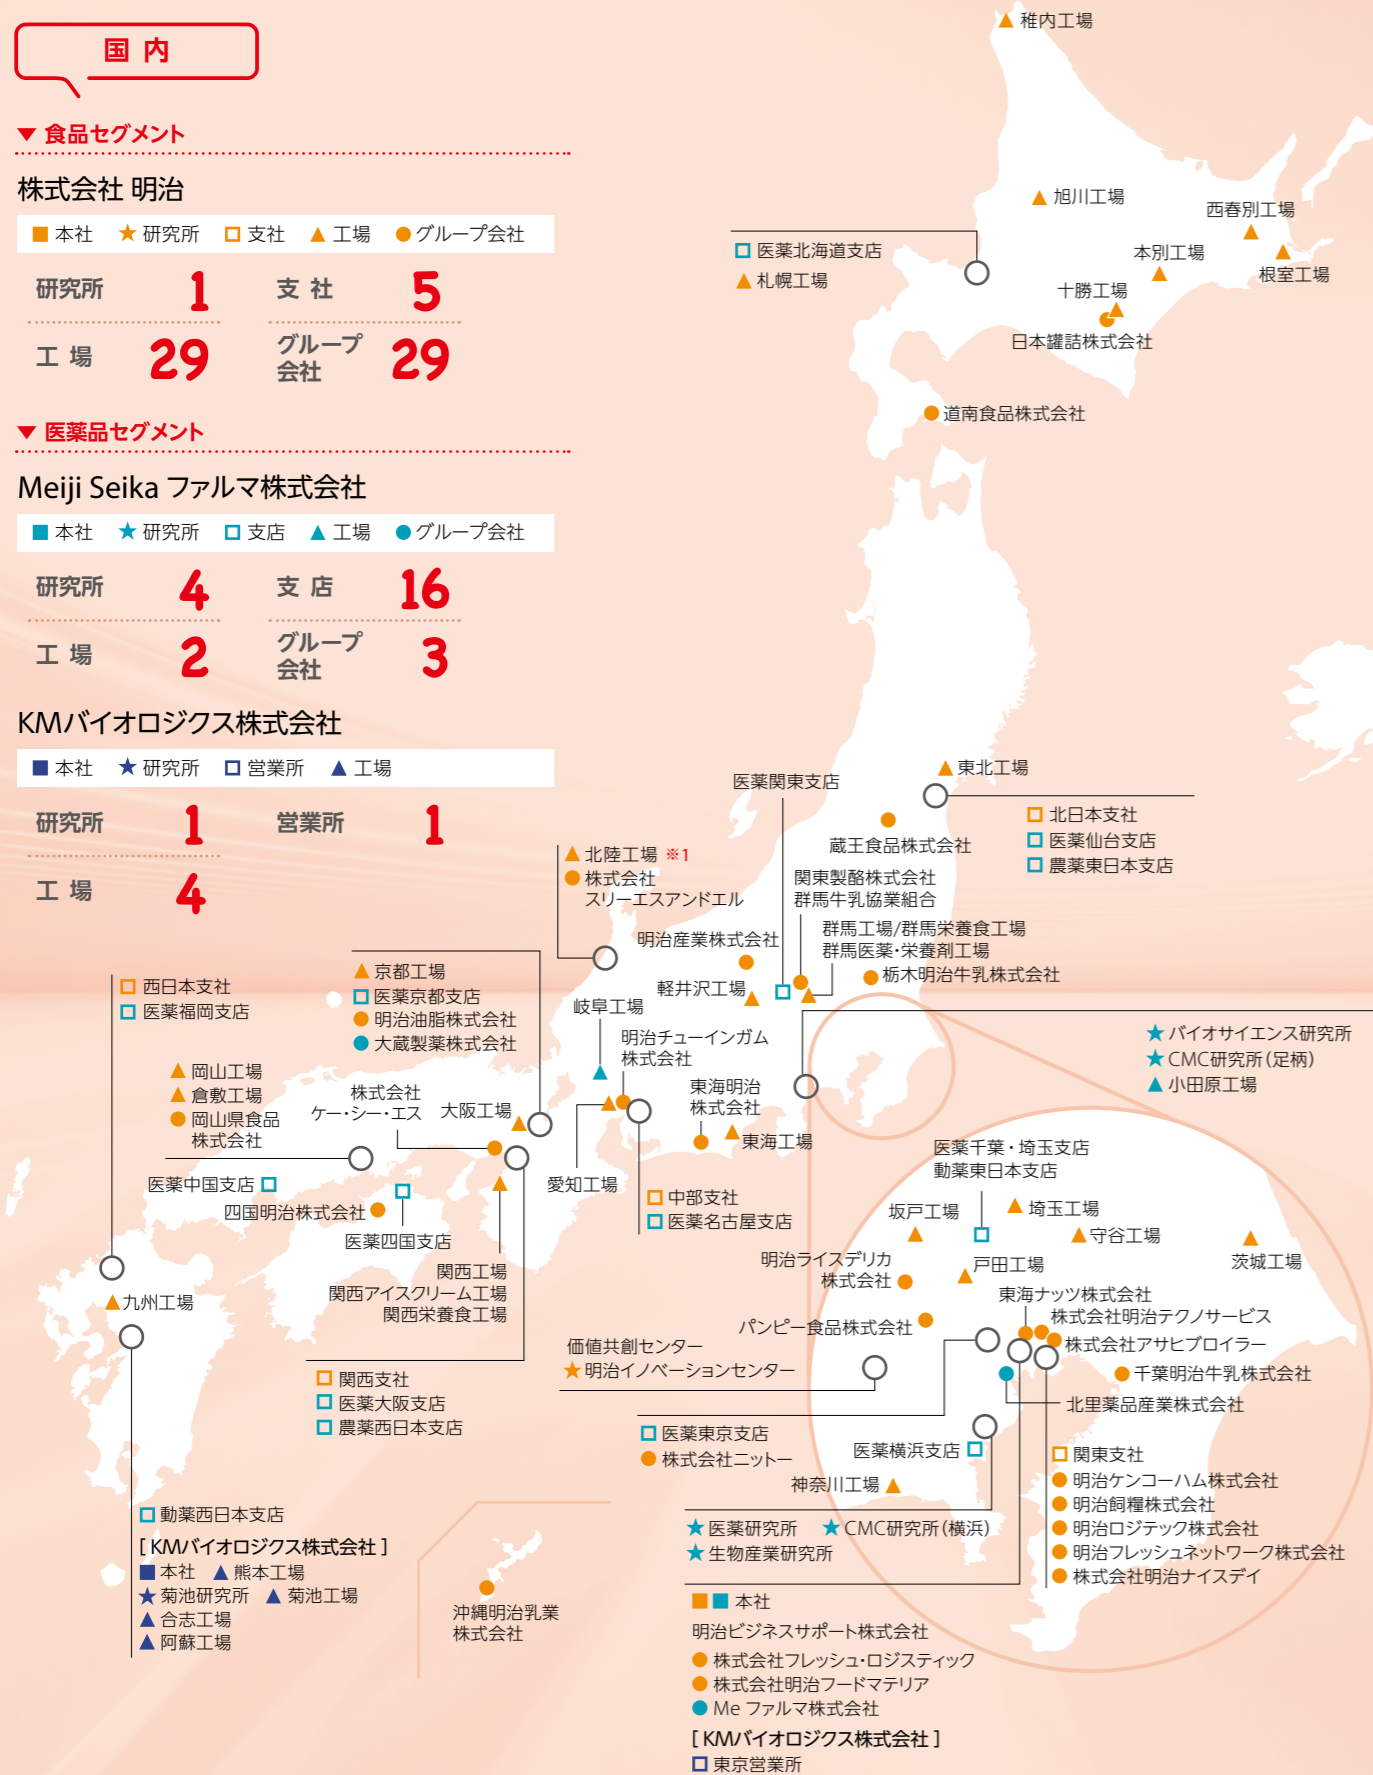 国 内
▼ 食品セグメント
株式会社 明治
■ 本社 ★ 研究所 □ 支社 ▲ 工場 ● グループ会社
研究所 1 支 社 5
工 場 29 グループ
会社 29
▼ 医薬品セグメント
Meiji Seika ファルマ株式会社
■ 本社 ★ 研究所 □ 支店 ▲ 工場 ● グループ会社
研究所 4 支 店 16
工 場 2 グループ
会社 3
KMバイオロジクス株式会社
■ 本社 ★ 研究所 □ 営業所 ▲ 工場
研究所 1 営業所 1
工 場 4
稚内工場
旭川工場
西春別工場
本別工場
根室工場
十勝工場
日本罐詰株式会社
医薬北海道支店
札幌工場
道南食品株式会社
東北工場
北日本支社
医薬仙台支店
農薬東日本支店
蔵王食品株式会社
医薬関東支店
関東製酪株式会社
群馬牛乳協業組合
群馬工場/群馬栄養食工場
群馬医薬・栄養剤工場
栃木明治牛乳株式会社
北陸工場 ※1
株式会社
スリーエスアンドエル
明治産業株式会社
軽井沢工場
岐阜工場
明治チューインガム
株式会社
東海明治
株式会社
東海工場
愛知工場
中部支社
医薬名古屋支店
京都工場
医薬京都支店
明治油脂株式会社
大蔵製薬株式会社
株式会社
ケー・シー・エス
大阪工場
西日本支社
医薬福岡支店
岡山工場
倉敷工場
岡山県食品
株式会社
医薬中国支店
四国明治株式会社
医薬四国支店
関西工場
関西アイスクリーム工場
関西栄養食工場
関西支社
医薬大阪支店
農薬西日本支店
九州工場
動薬西日本支店
[ KMバイオロジクス株式会社 ]
本社 熊本工場
菊池研究所 菊池工場
合志工場
阿蘇工場
沖縄明治乳業
株式会社
バイオサイエンス研究所
CMC研究所（足柄）
小田原工場
医薬千葉・埼玉支店
動薬東日本支店
坂戸工場
埼玉工場
守谷工場
茨城工場
明治ライスデリカ
株式会社
戸田工場
東海ナッツ株式会社
株式会社明治テクノサービス
株式会社アサヒブロイラー
パンピー食品株式会社
千葉明治牛乳株式会社
北里薬品産業株式会社
価値共創センター
明治イノベーションセンター
医薬東京支店
株式会社ニットー
医薬横浜支店
神奈川工場
関東支社
明治ケンコーハム株式会社
明治飼糧株式会社
明治ロジテック株式会社
明治フレッシュネットワーク株式会社
株式会社明治ナイスデイ
医薬研究所 CMC研究所（横浜）
生物産業研究所
本社
明治ビジネスサポート株式会社
株式会社フレッシュ・ロジスティック
株式会社明治フードマテリア
Me ファルマ株式会社
[ KMバイオロジクス株式会社 ]
東京営業所